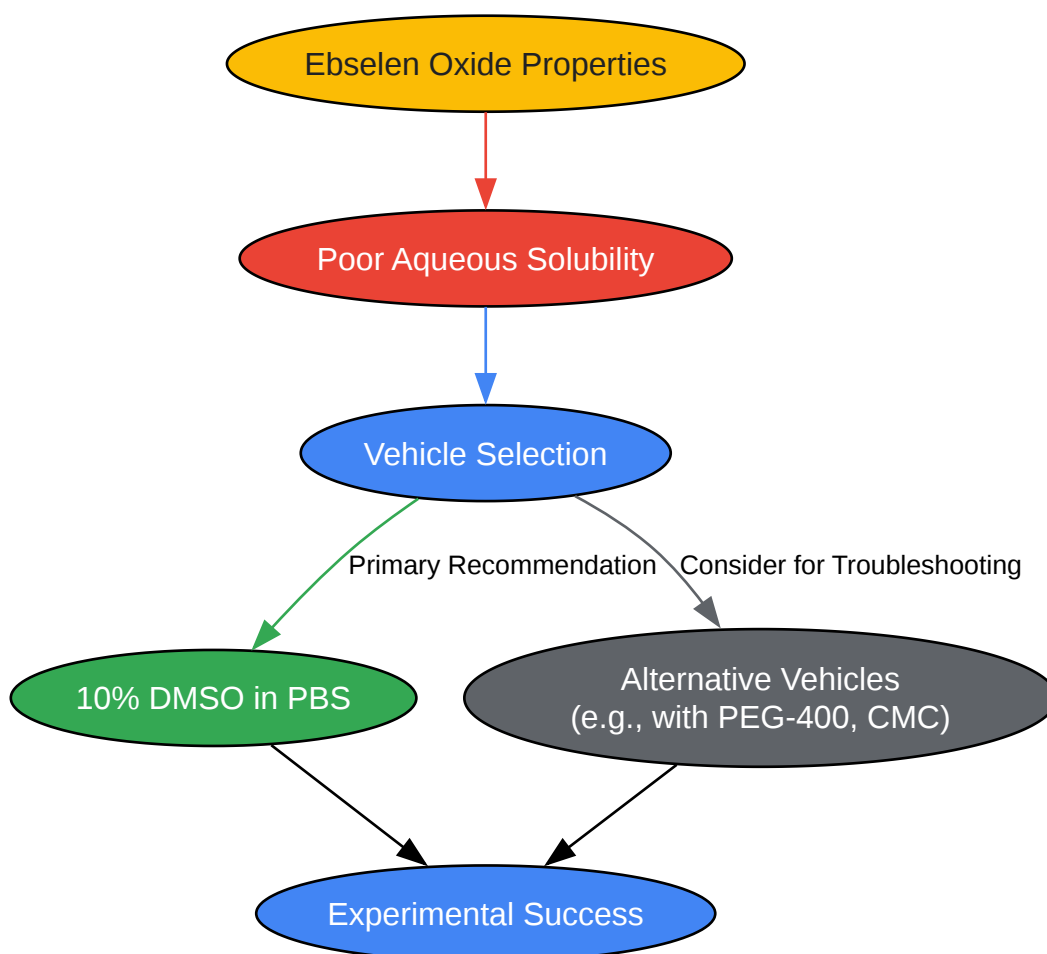 Ebselen Oxide Properties
Poor Aqueous Solubility
Vehicle Selection
Primary Recommendation
Consider for Troubleshooting
10% DMSO in PBS
Alternative Vehicles
(e.g., with PEG-400, CMC)
Experimental Success